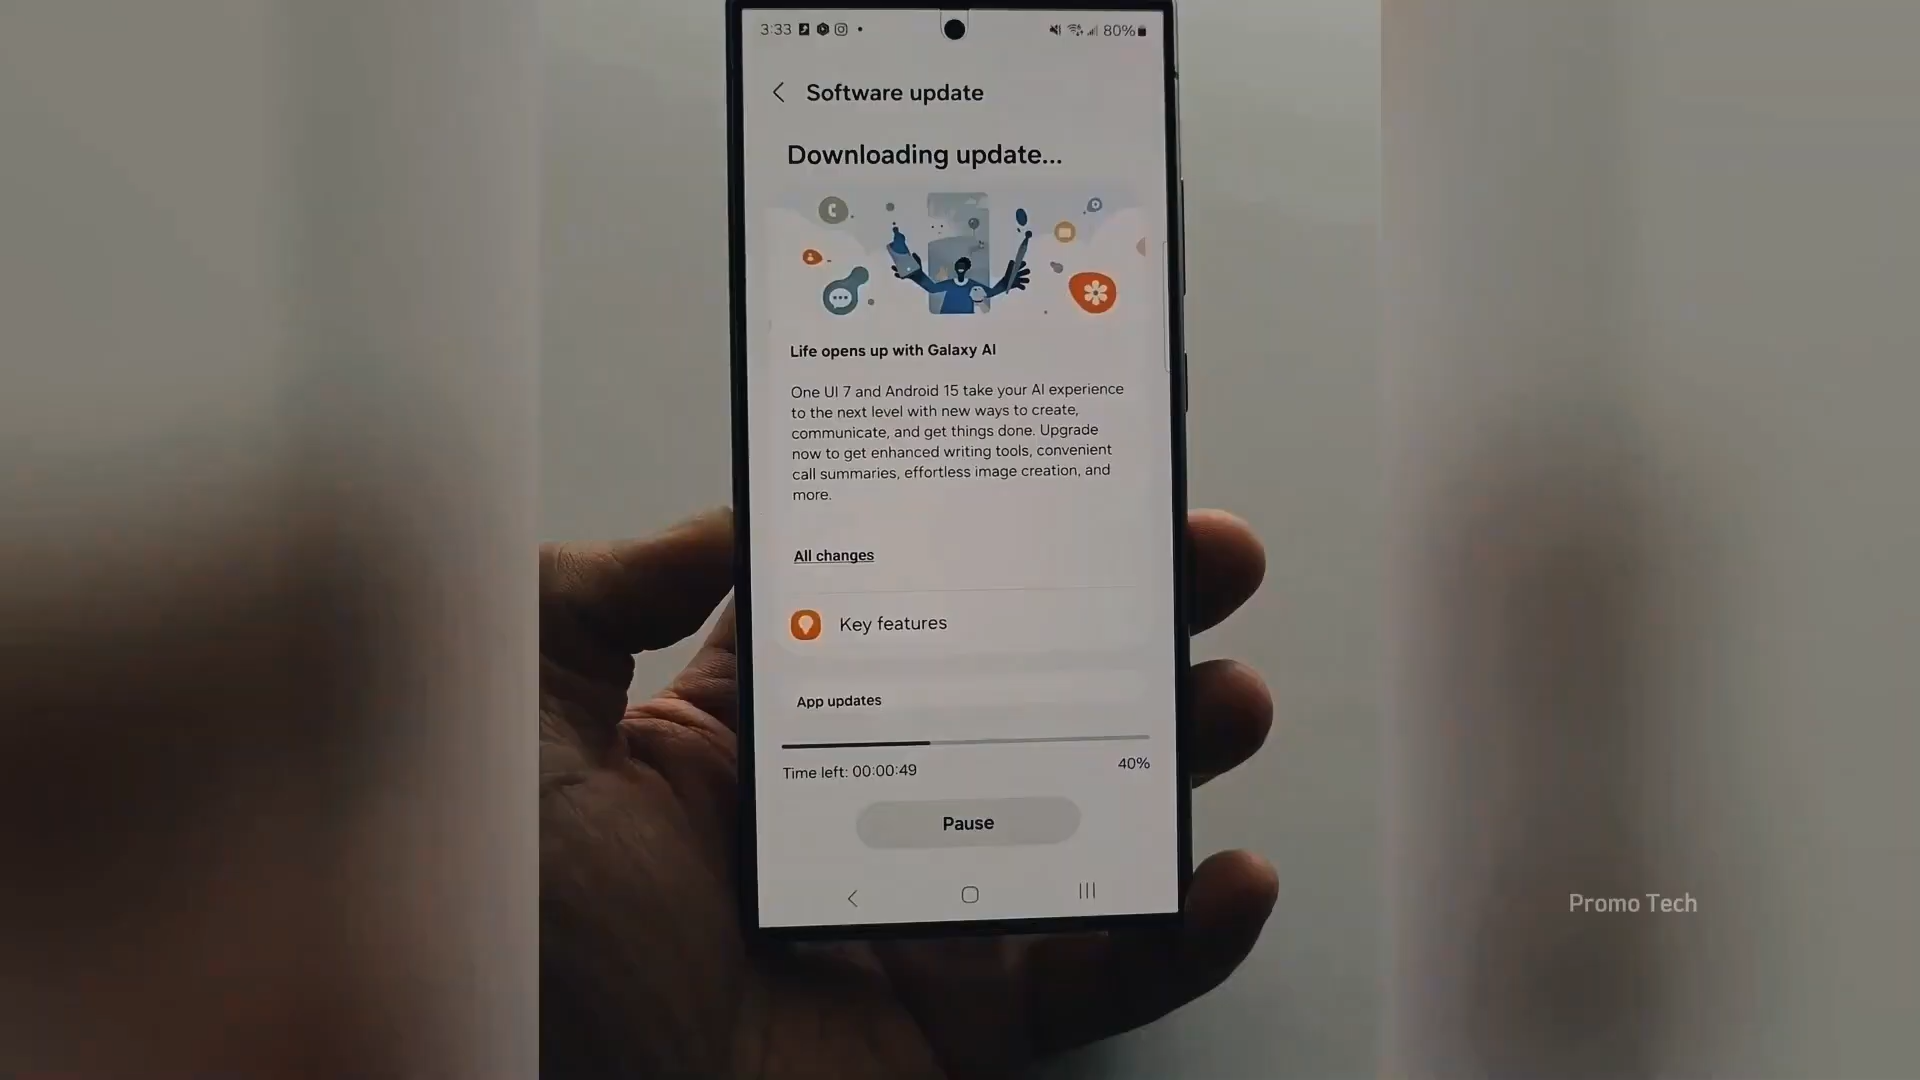 3:33
80%
Software update
Downloading update...
Life opens up with Galaxy AI
One UI 7 and Android 15 take your AI experience
to the next level with new ways to create,
communicate, and get things done. Upgrade
now to get enhanced writing tools, convenient
call summaries, effortless image creation, and
more.
All changes
Key features
App updates
Time left: 00:00:49
40%
Pause
Promo Tech